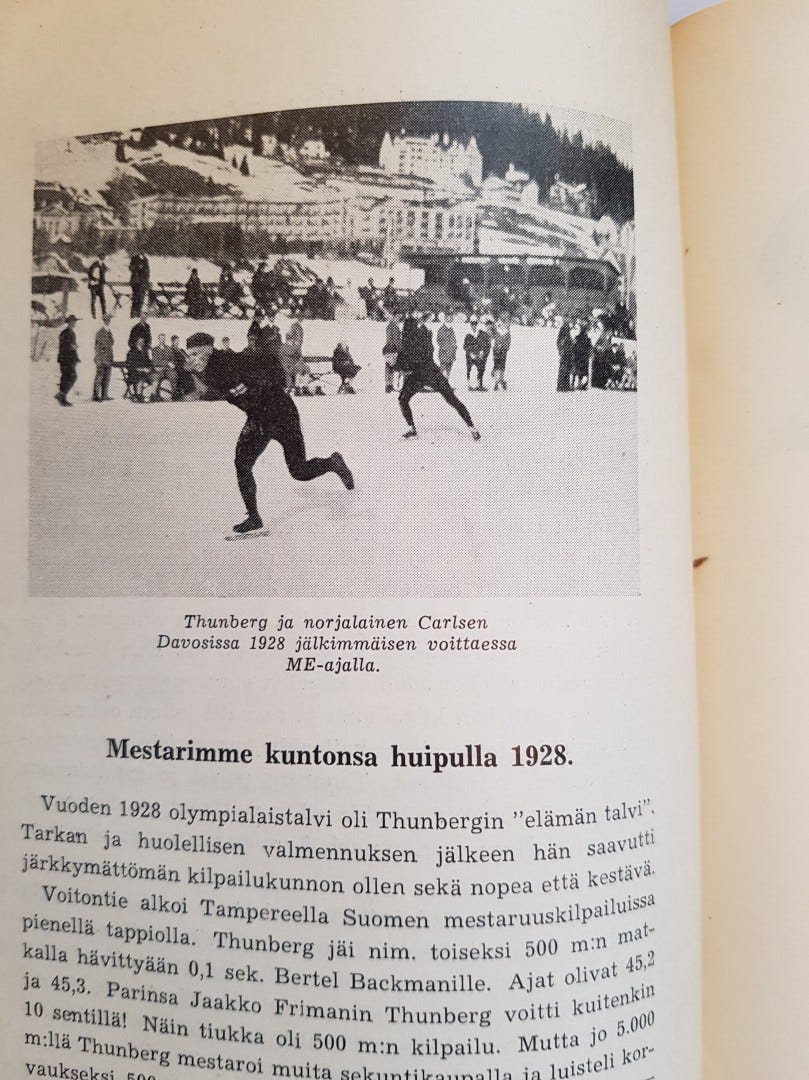 Thunberg ja norjalainen Carlsen
Davosissa 1928 jälkimmäisen voittaessa
ME-ajalla.
Mestarimme kuntonsa huipulla 1928.
Vuoden 1928 olympialaistalvi oli Thunbergin ”elämän talvi”.
Tarkan ja huolellisen valmennuksen jälkeen hän saavutti
järkkymättömän kilpailukunnon ollen sekä nopea että kestävä.
Voitontie alkoi Tampereella Suomen mestaruuskilpailuissa
pienellä tappiolla. Thunberg jäi nim. toiseksi 500 m:n mat-
kalla hävittyään 0,1 sek. Bertel Backmanille. Ajat olivat 45,2
ja 45,3. Parinsa Jaakko Frimanin Thunberg voitti kuitenkin
10 sentillä! Näin tiukka oli 500 m:n kilpailu. Mutta jo 5.000
m:llä Thunberg mestaroi muita sekuntikaupalla ja luisteli kor-
vaukseksi